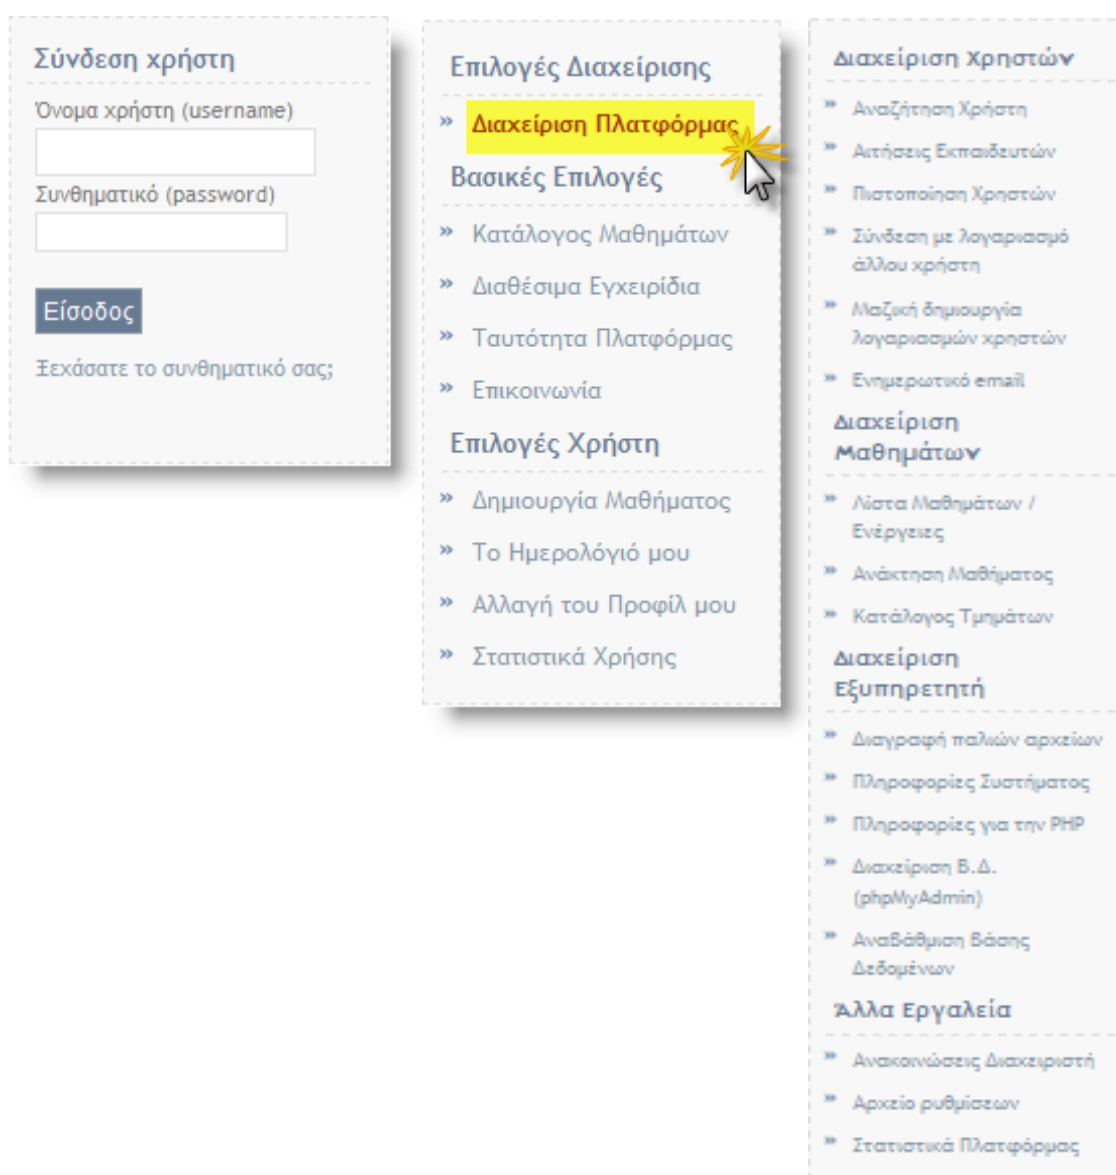 Σύνδεση χρήστη
Όνομα χρήστη (username)
Συνθηματικό (password)
Είσοδος
Ξεχάσατε το συνθηματικό σας;
Επιλογές Διαχείρισης
» Διαχείριση Πλατφόρμας
Βασικές Επιλογές
» Κατάλογος Μαθημάτων
» Διαθέσιμα Εγχειρίδια
» Ταυτότητα Πλατφόρμας
» Επικοινωνία
Επιλογές Χρήστη
» Δημιουργία Μαθήματος
» Το Ημερολόγιό μου
» Αλλαγή του Προφίλ μου
» Στατιστικά Χρήσης
Διαχείριση Χρηστών
» Αναζήτηση Χρήστη
» Αιτήσεις Εκπαιδευτών
» Πιστοποίηση Χρηστών
» Σύνδεση με λογαριασμό
άλλου χρήστη
» Μαζική δημιουργία
λογαριασμών χρηστών
» Ενημερωτικό email
Διαχείριση
Μαθημάτων
» Λίστα Μαθημάτων /
Ενέργειες
» Ανάκτηση Μαθήματος
» Κατάλογος Τμημάτων
Διαχείριση
Εξυπηρετητή
» Διαγραφή παλιών αρχείων
» Πληροφορίες Συστήματος
» Πληροφορίες για την PHP
» Διαχείριση Β.Δ.
(phpMyAdmin)
» Αναβάθμιση Βάσης
Δεδομένων
Άλλα Εργαλεία
» Ανακοινώσεις Διαχειριστή
» Αρχείο ρυθμίσεων
» Στατιστικά Πλατφόρμας